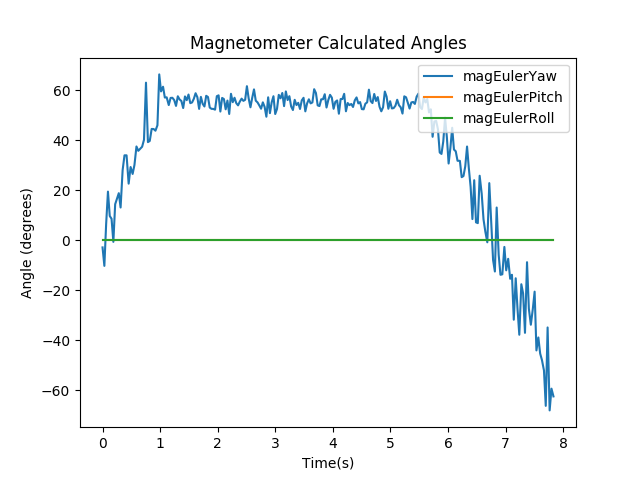 Magnetometer Calculated Angles
magEulerYaw
magEulerPitch
magEulerRoll
Angle (degrees)
60
40
20
0
−20
−40
−60
0 1 2 3 4 5 6 7 8
Time(s)